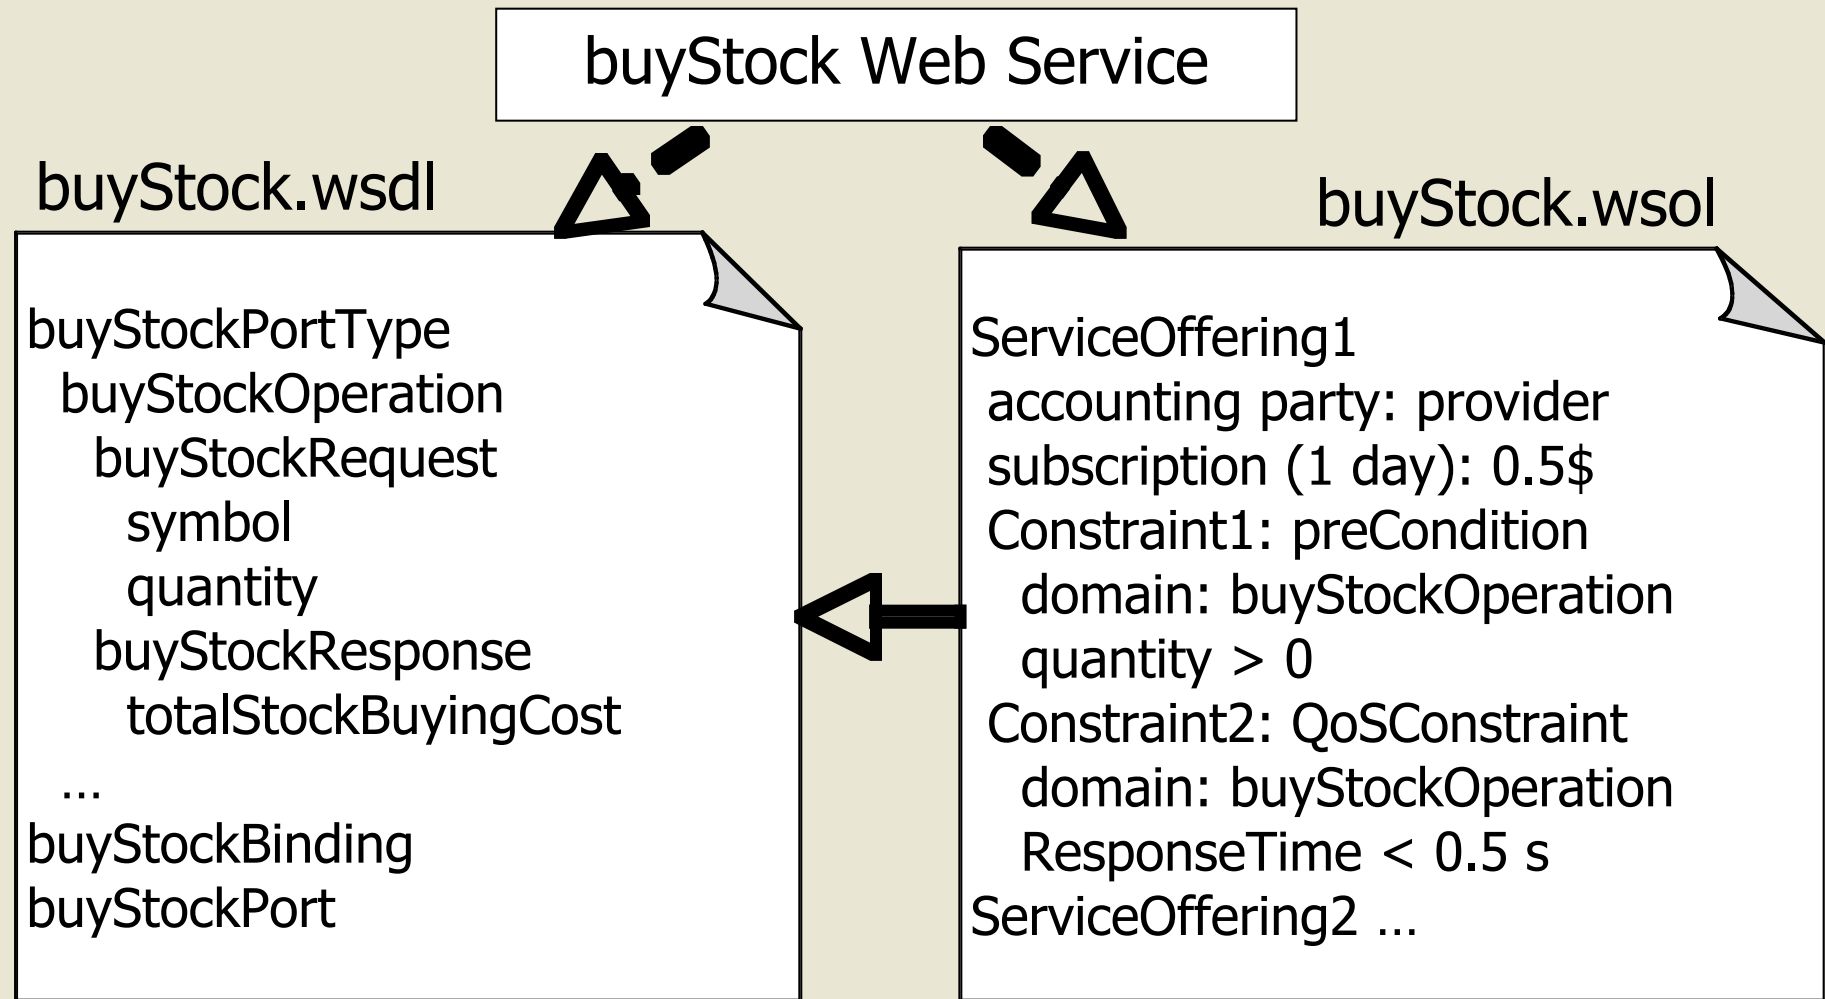 buyStock Web Service
buyStock.wsdl
buyStockPortType
buyStockOperation
buyStockRequest
symbol
quantity
buyStockResponse
totalStockBuyingCost
...
buyStockBinding
buyStockPort
buyStock.wsol
ServiceOffering1
accounting party: provider
subscription (1 day): 0.5$
Constraint1: preCondition
domain: buyStockOperation
quantity > 0
Constraint2: QoSConstraint
domain: buyStockOperation
ResponseTime < 0.5 s
ServiceOffering2 ...